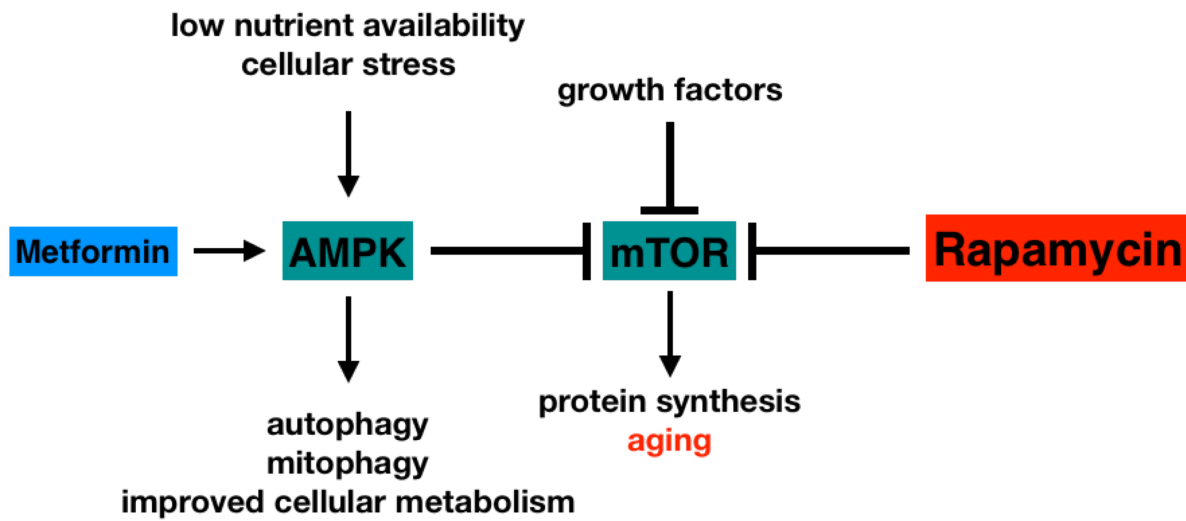 low nutrient availability
cellular stress
growth factors
Metformin
AMPK
mTOR
Rapamycin
autophagy
mitophagy
improved cellular metabolism
protein synthesis
aging